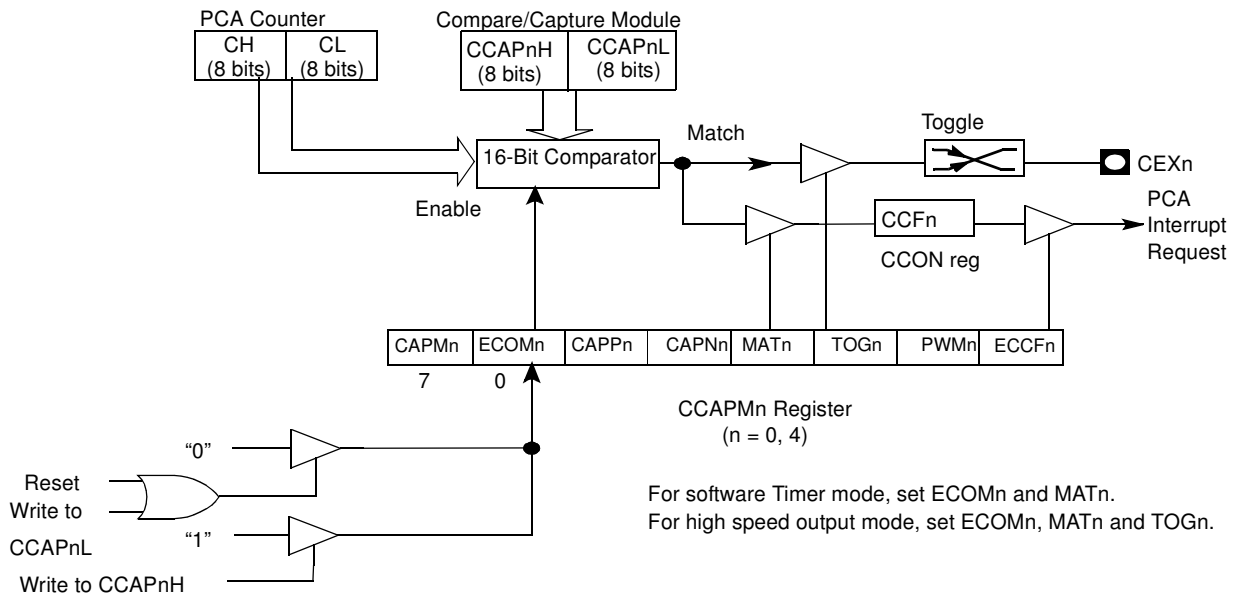 PCA Counter
CH
(8 bits)
CL
(8 bits)
Compare/Capture Module
CCAPnH
(8 bits)
CCAPnL
(8 bits)
16-Bit Comparator
Match
Toggle
CEXn
Enable
CCFn
CCON reg
PCA
Interrupt
Request
CAPMn
ECOMn
CAPPn
CAPNn
MATn
TOGn
PWMn
ECCFn
7
0
CCAPMn Register
(n = 0, 4)
“0”
Reset
Write to
CCAPnL
“1”
Write to CCAPnH
For software Timer mode, set ECOMn and MATn.
For high speed output mode, set ECOMn, MATn and TOGn.